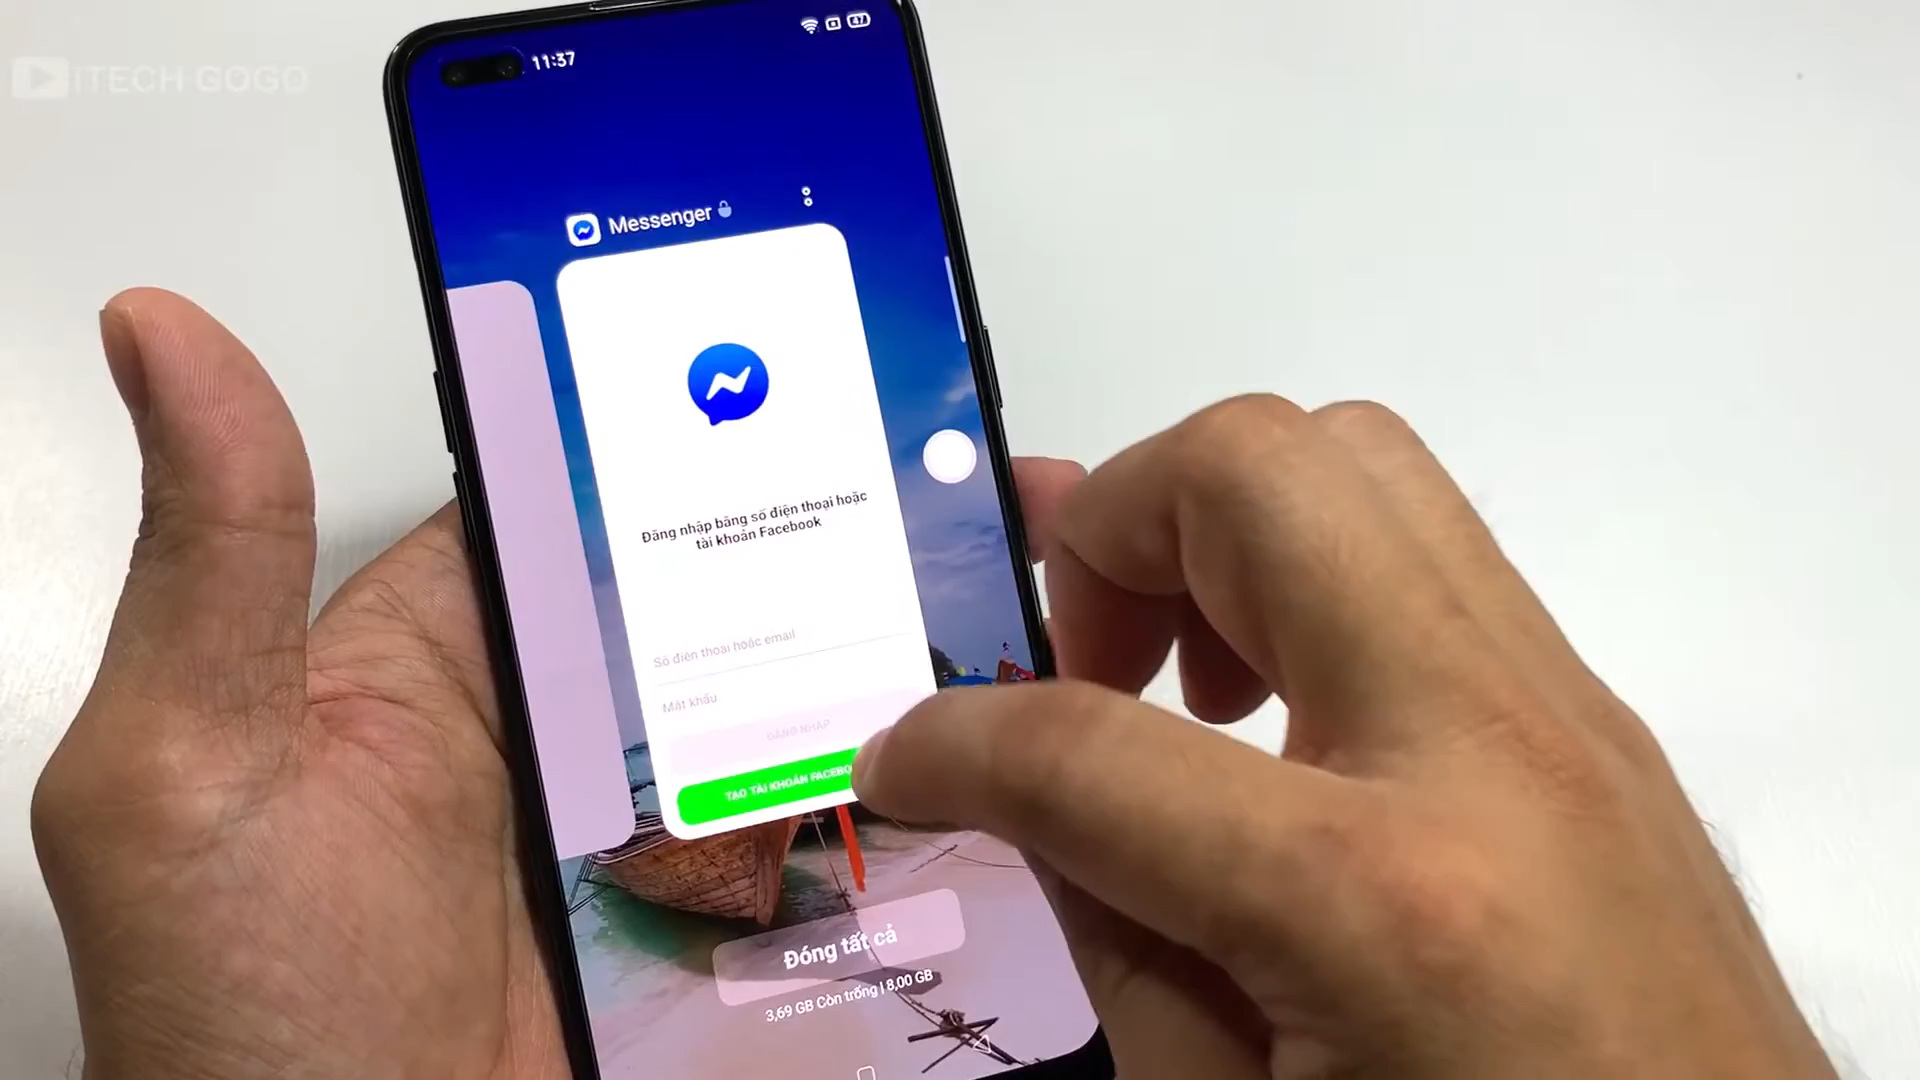 ITECH GOGO
11:37
47
Messenger
Đăng nhập bằng số điện thoại hoặc
tài khoản Facebook
Số điện thoại hoặc email
Mật khẩu
ĐĂNG NHẬP
TẠO TÀI KHOẢN FACEBO
Đóng tất cả
3,69 GB Còn trống | 8,00 GB